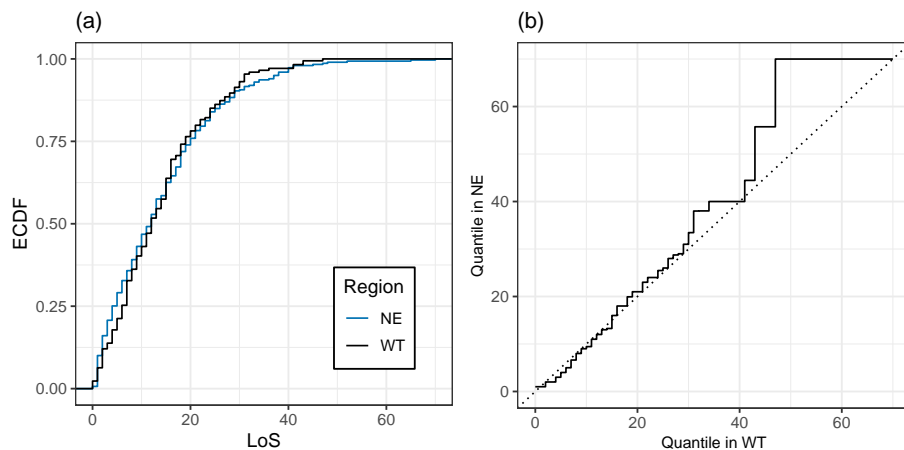 (a)
ECDF
1.00
0.75
0.50
0.25
0.00
Region
NE
WT
0 20 40 60
LoS
(b)
Quantile in NE
60
40
20
0
0 20 40 60
Quantile in WT